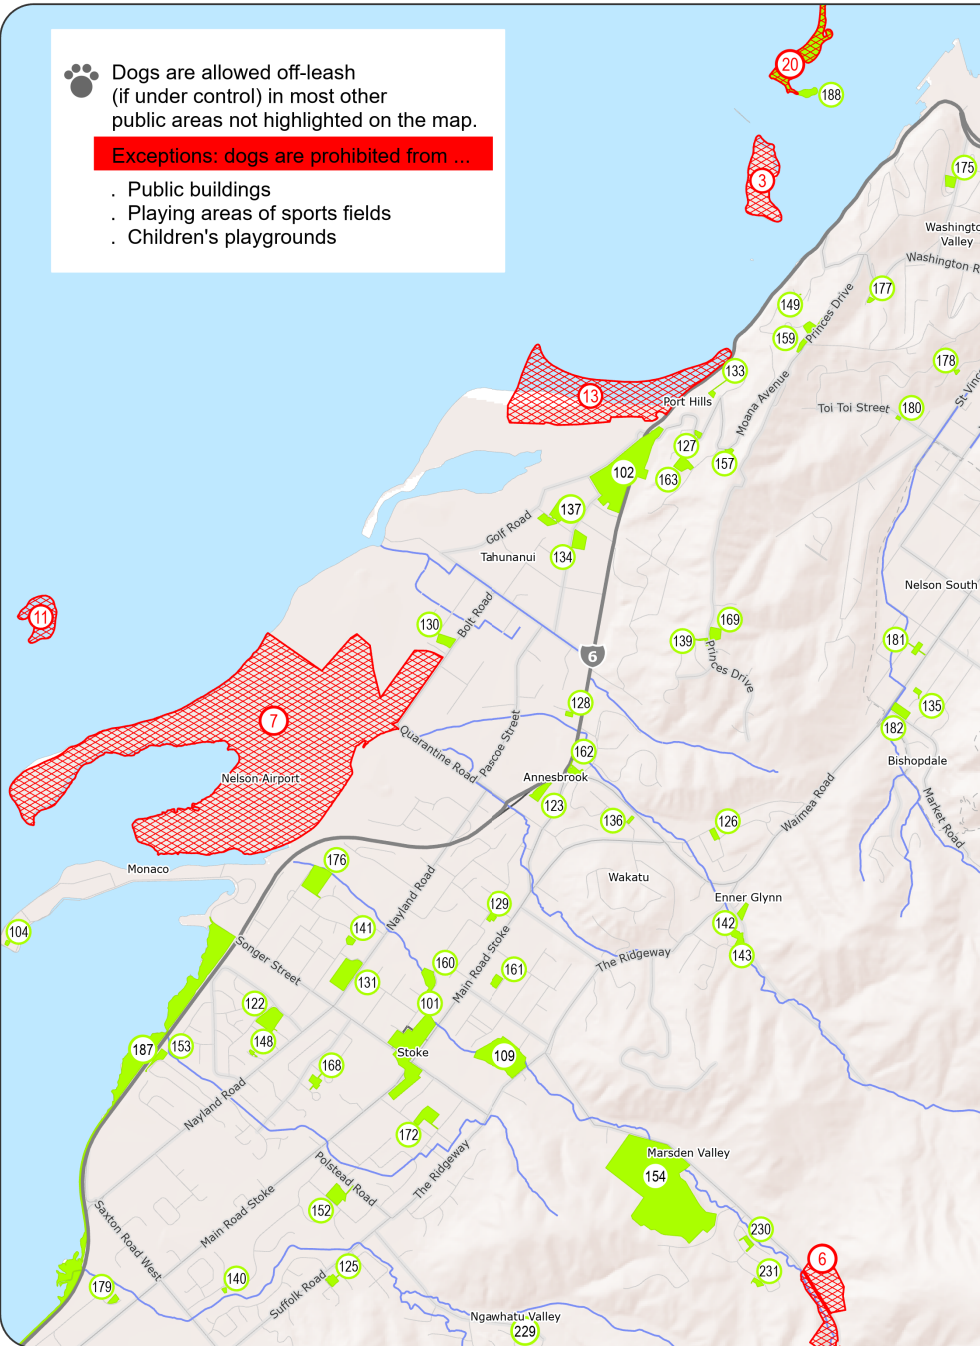 Dogs are allowed off-leash
(if under control) in most other
public areas not highlighted on the map.
Exceptions: dogs are prohibited from ...
. Public buildings
. Playing areas of sports fields
. Children's playgrounds
20
188
3
175
Washingto
Valley
Washington R
177
149
Princes Drive
159
178
133
13
Port Hills
Moana Avenue
St-Vinc
Toi Toi Street
180
127
157
102
163
137
Golf Road
Tahunanui
134
Nelson South
11
Bolt Road
130
169
139
Princes Drive
181
6
128
135
182
7
Quarantine Road
Pascoe Street
162
Bishopdale
Nelson Airport
Annesbrook
123
136
126
Waimea Road
Market Road
Monaco
176
Wakatu
Enner Glynn
Nayland Road
129
104
141
142
143
Songer Street
Main Road Stoke
The Ridgeway
160
161
131
122
101
148
187
153
Stoke
109
168
Nayland Road
172
Marsden Valley
154
The Ridgeway
Polstead Road
152
Main Road Stoke
Saxton Road West
230
231
6
179
140
125
Suffolk Road
Ngawhatu Valley
229